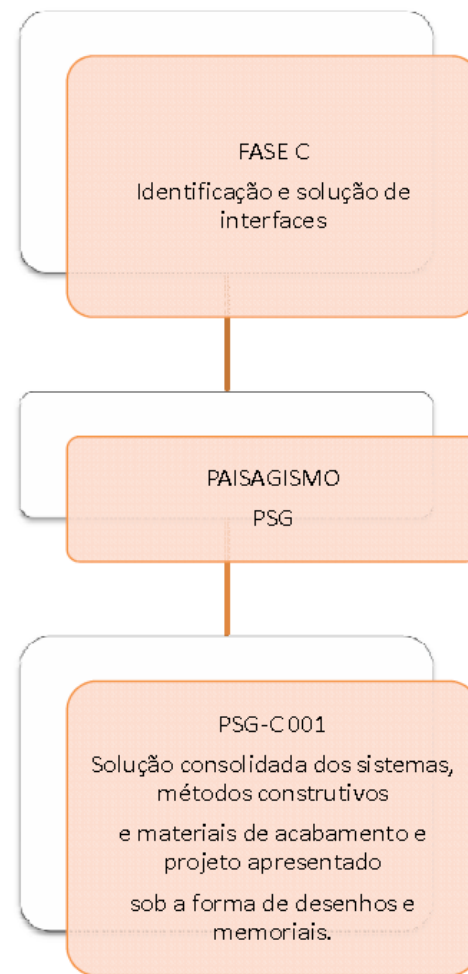 FASE C
Identificação e solução de
interfaces
PAISAGISMO
PSG
PSG-C 001
Solução consolidada dos sistemas,
métodos construtivos
e materiais de acabamento e
projeto apresentado
sob a forma de desenhos e
memoriais.